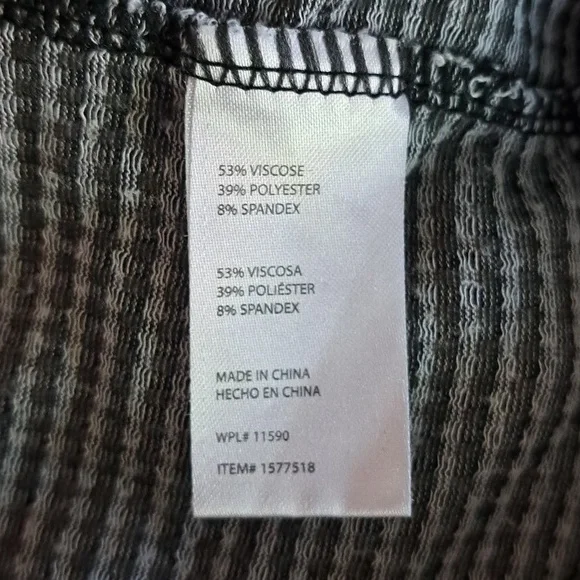 53% VISCOSE
39% POLYESTER
8% SPANDEX
53% VISCOSA
39% POLIÉSTER
8% SPANDEX
MADE IN CHINA
HECHO EN CHINA
WPL# 11590
ITEM# 1577518